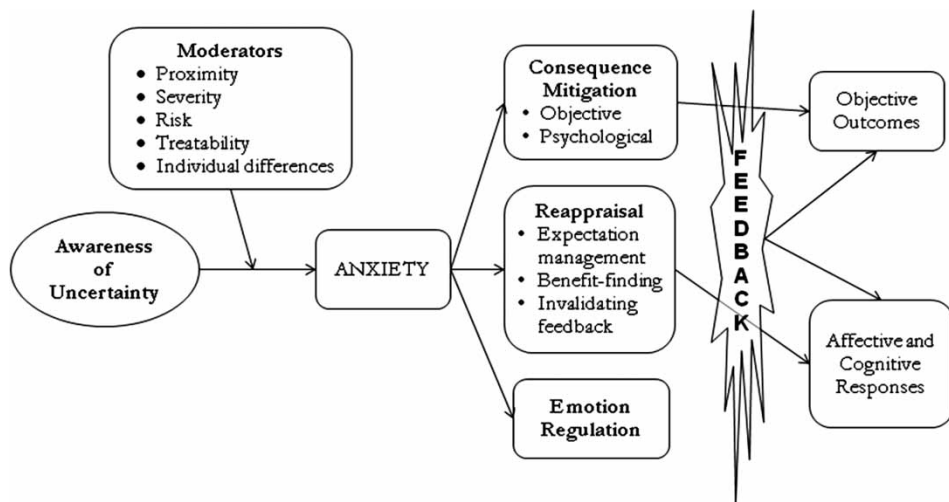 Moderators
• Proximity
• Severity
• Risk
• Treatability
• Individual differences
Awareness
of
Uncertainty
ANXIETY
Consequence
Mitigation
• Objective
• Psychological
Reappraisal
• Expectation
management
• Benefit-finding
• Invalidating
feedback
Emotion
Regulation
FEEDBACK
Objective
Outcomes
Affective and
Cognitive
Responses